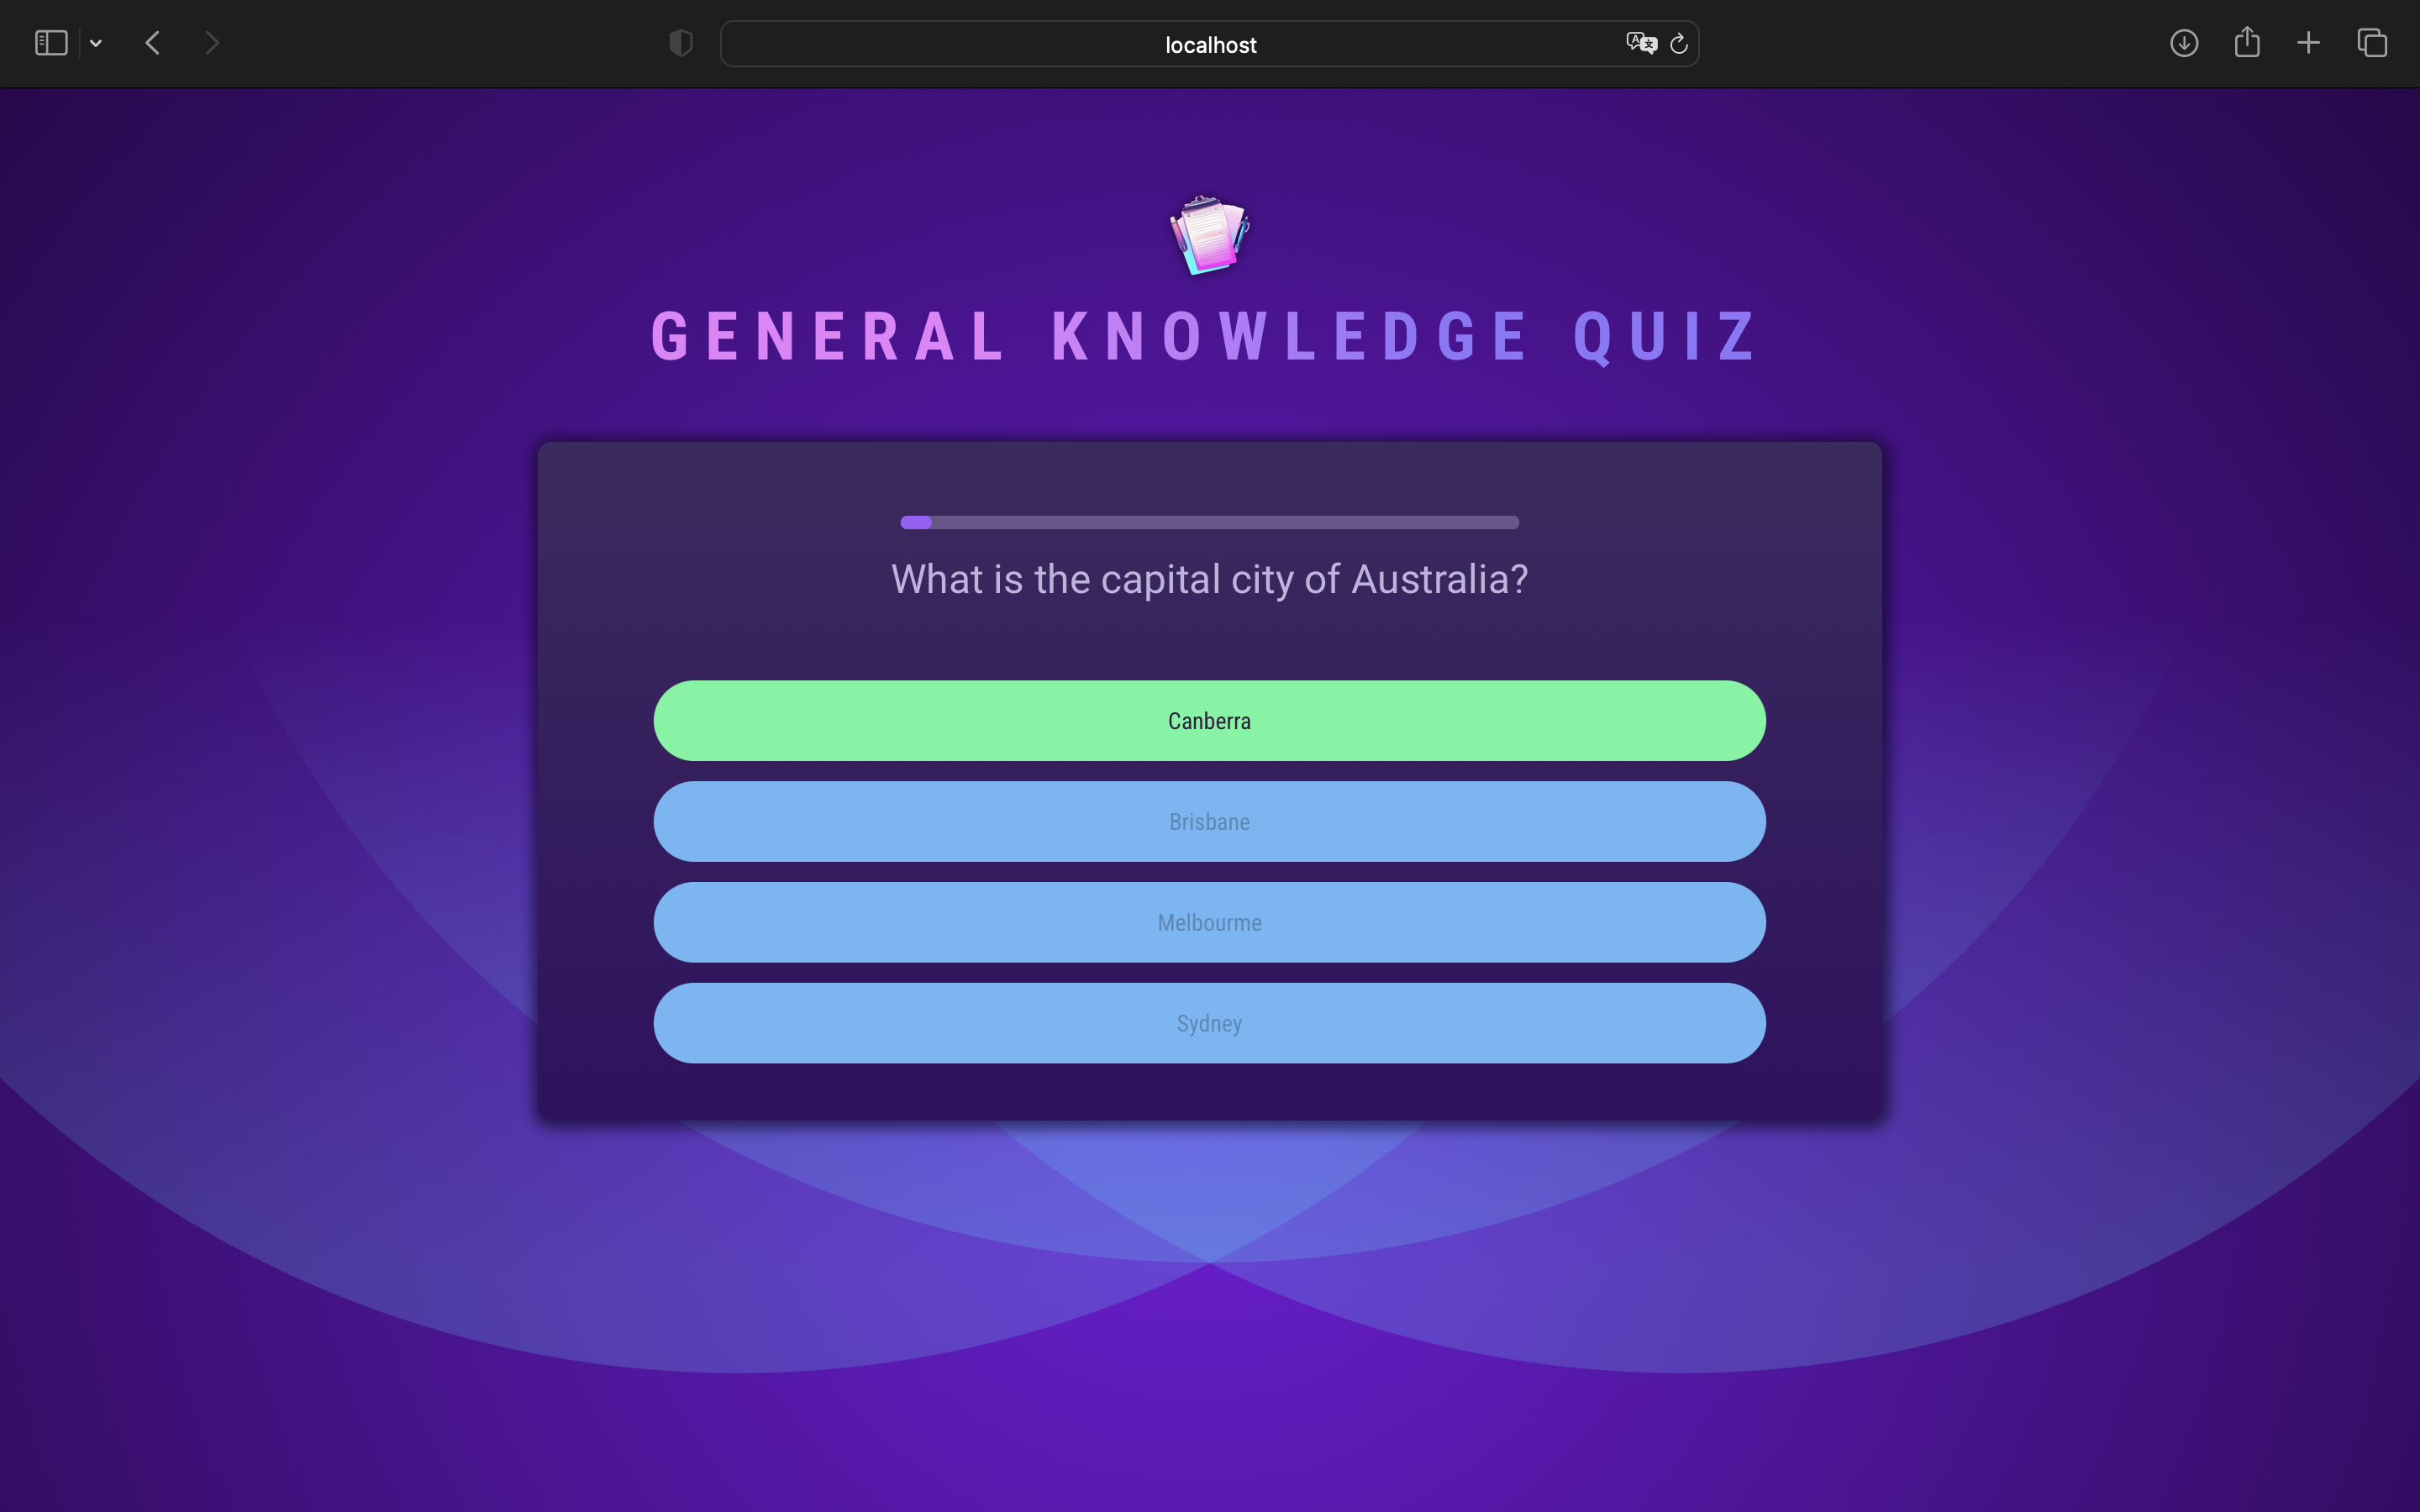 localhost
GENERAL KNOWLEDGE QUIZ
What is the capital city of Australia?
Canberra
Brisbane
Melbourme
Sydney